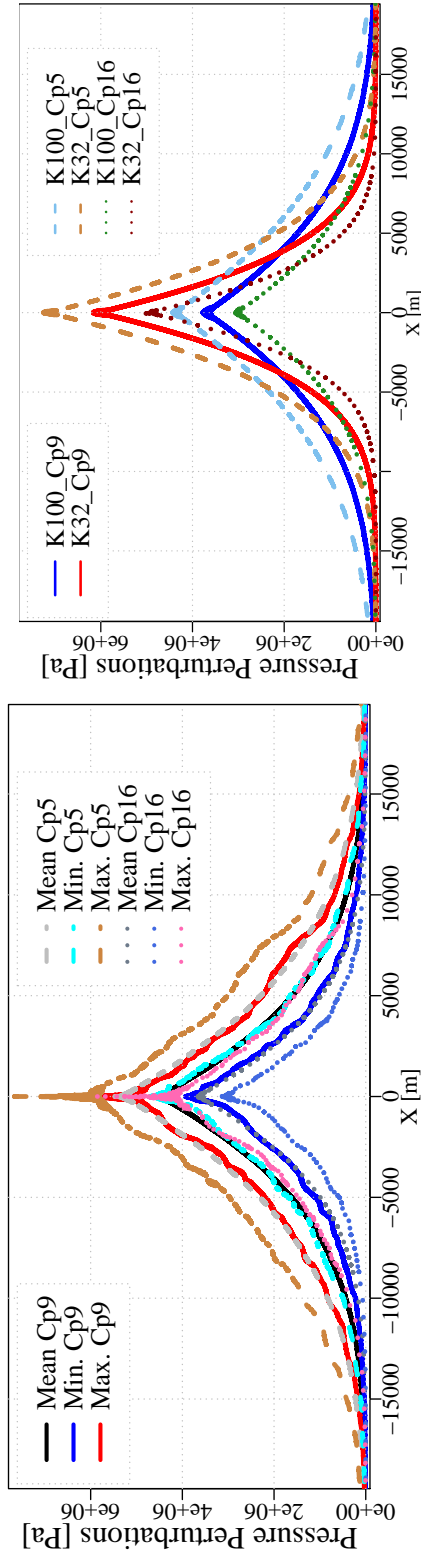 Pressure Perturbations [Pa]
0e+00
2e+06
4e+06
6e+06
Mean Cp9
Min. Cp9
Max. Cp9
Mean Cp5
Min. Cp5
Max. Cp5
Mean Cp16
Min. Cp16
Max. Cp16
−15000
−10000
−5000
0
5000
10000
15000
X [m]
Pressure Perturbations [Pa]
0e+00
2e+06
4e+06
6e+06
K100_Cp9
K32_Cp9
K100_Cp5
K32_Cp5
K100_Cp16
K32_Cp16
−15000
−5000
0
5000
10000
15000
X [m]